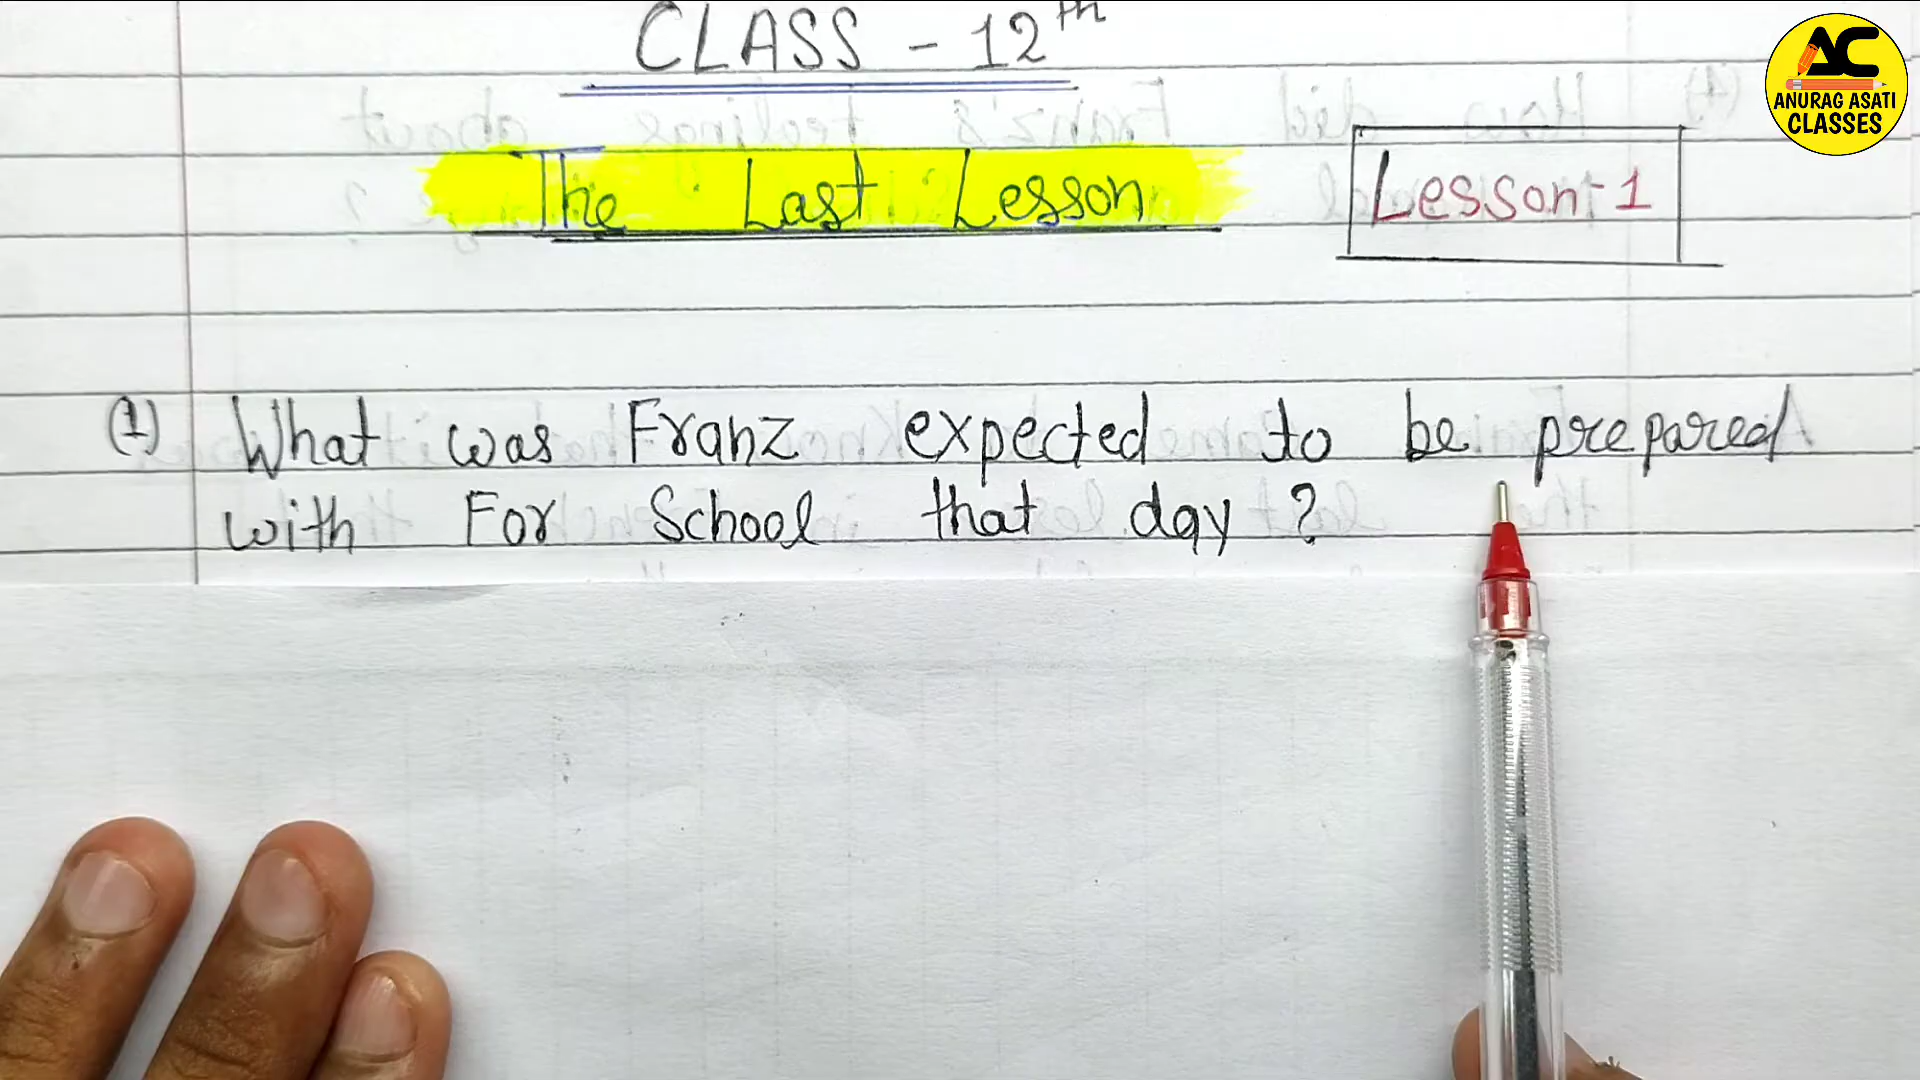 CLASS - 12th
The Last Lesson
Lesson-1
(1) What was Franz expected to be prepared
with For School that day ?
AC
ANURAG ASATI
CLASSES